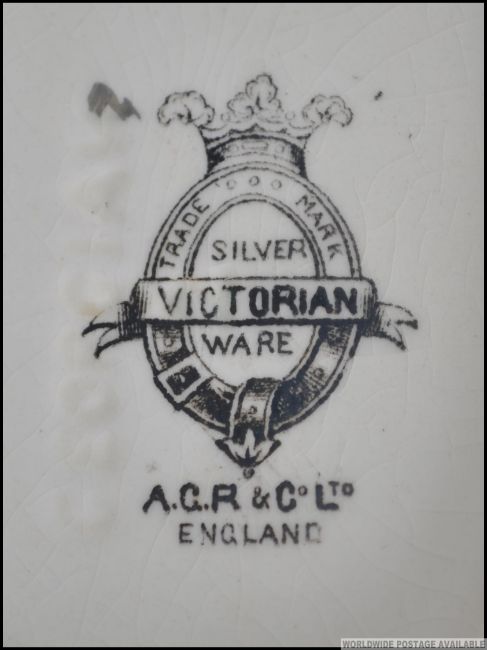 TRADE MARK
SILVER
VICTORIAN
WARE
A.G.R & Co LTD
ENGLAND
WORLDWIDE POSTAGE AVAILABLE